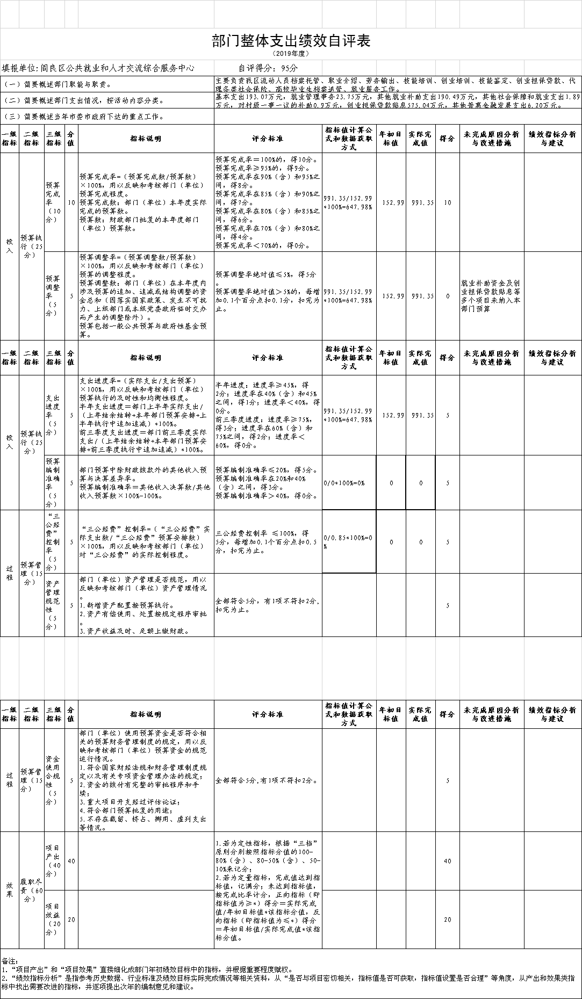 部门整体支出绩效自评表
（2019年度）
填报单位: 阎良区公共就业和人才交流综合服务中心
自评得分：95分
（一）简要概述部门职能与职责。
主要负责我区流动人员档案托管、职业介绍、劳务输出、技能培训、创业培训、技能鉴定、创业担保贷款、代
理各类社会保险、高校毕业生档案退管、就业服务工作。
（二）简要概述部门支出情况，按活动内容分类。
基本支出193.07万元，就业管理事务23.75万元，其他就业补助支出190.49万元，其他社会保障和就业支出1.89
万元，对村级一事一议的补助0.9万元，创业担保贷款贴息575.04万元，其他普惠金融发展支出6.20万元。
（三）简要概述当年市委市政府下达的重点工作。
一级
指标
二级
指标
三级
指标
分
值
指标说明
评分标准
指标值计算公
式和数据获取
方式
年初目
标值
实际完
成值
得分
未完成原因分析
与改进措施
绩效指标分析
与建议
投
入
预算执
行（25
分）
预算
完成
率
（10
分）
10
预算完成率=（预算完成数/预算数）
×100%，用以反映和考核部门（单位）
预算完成程度。
预算完成数：部门（单位）本年度实际
完成的预算数。
预算数：财政部门批复的本年度部门
（单位）预算数。
预算完成率＝100%的，得10分。
预算完成率≥95%的，得9分。
预算完成率在90%（含）和95%之
间，得8分。
预算完成率在85%（含）和90%之
间，得7分。
预算完成率在80%（含）和85%之
间，得6分。
预算完成率在70%（含）和80%之
间，得4分。
预算完成率＜70%的，得0分。
991.35/152.99
*100%=647.98%
152.99
991.35
10
预算
调整
率
（5
分）
5
预算调整率=（预算调整数/预算数）
×100%，用以反映和考核部门（单位）
预算的调整程度。
预算调整数：部门（单位）在本年度内
涉及预算的追加、追减或结构调整的资
金总和（因落实国家政策、发生不可抗
力、上级部门或本级党委政府临时交办
而产生的调整除外）。
预算包括一般公共预算与政府性基金预
算。
预算调整率绝对值≤5%，得5分
。
预算调整率绝对值＞5%的，每增
加0.1个百分点扣0.1分，扣完为
止。
991.35/152.99
*100%=647.98%
152.99
991.35
0
就业补助资金及创
业担保贷款贴息等
多个项目未纳入本
部门预算
一级
指标
二级
指标
三级
指标
分
值
指标说明
评分标准
指标值计算公
式和数据获取
方式
年初目
标值
实际完
成值
得分
未完成原因分析
与改进措施
绩效指标分析
与建议
投
入
预算执
行（25
分）
支出
进度
率
（5
分）
5
支出进度率=（实际支出/支出预算）
×100%，用以反映和考核部门（单位）
预算执行的及时性和均衡性程度。
半年支出进度＝部门上半年实际支出/
（上年结余结转+本年部门预算安排+上
半年执行中追加追减）*100%。
前三季度支出进度＝部门前三季度实际
支出/（上年结余结转+本年部门预算安
排+前三季度执行中追加追减）*100%。
半年进度：进度率≥45%，得
2分；进度率在40%（含）和45%
之间，得1分；进度率＜40%，得
0分。
前三季度进度：进度率≥75%，
得3分；进度率在60%（含）和
75%之间，得2分；进度率＜
60%，得0分。
991.35/152.99
*100%=647.98%
152.99
991.35
5
预算
编制
准确
率
（5
分）
5
部门预算中除财政拨款外的其他收入预
算与决算差异率。
预算编制准确率＝其他收入决算数/其他
收入预算数×100%-100%。
预算编制准确率≤20%，得5分。
预算编制准确率在20%和40%
（含）之间，得3分。
预算编制准确率＞40%，得0分。
0/0*100%=0%
0
0
5
过
程
预算管
理（15
分）
“三
公经
费”
控制
率
（5
分）
5
“三公经费”控制率=（“三公经费”实
际支出数/“三公经费”预算安排数）
×100%，用以反映和考核部门（单位）
对“三公经费”的实际控制程度。
三公经费控制率 ≤100%，得
5分，每增加0.1个百分点扣0.5
分，扣完为止。
0/0.85*100%=0
%
0
0
5
资产
管理
规范
性
（5
分）
5
部门（单位）资产管理是否规范，用以
反映和考核部门（单位）资产管理情况
。
1.新增资产配置按预算执行。
2.资产有偿使用、处置按规定程序审批
。
3.资产收益及时、足额上缴财政。
全部符合5分，有1项不符扣2分，
扣完为止。
5
一级
指标
二级
指标
三级
指标
分
值
指标说明
评分标准
指标值计算公
式和数据获取
方式
年初目
标值
实际完
成值
得分
未完成原因分析
与改进措施
绩效指标分析
与建议
过
程
预算管
理（15
分）
资金
使用
合规
性
（5
分）
5
部门（单位）使用预算资金是否符合相
关的预算财务管理制度的规定，用以反
映和考核部门（单位）预算资金的规范
运行情况。
1.符合国家财经法规和财务管理制度规
定以及有关专项资金管理办法的规定；
2.资金的拨付有完整的审批程序和手
续；
3.重大项目开支经过评估论证；
4.符合部门预算批复的用途；
5.不存在截留、挤占、挪用、虚列支出
等情况。
全部符合5分,有1项不符扣2分。
5
效
果
履职尽
责（60
分）
项目
产出
（40
分）
40
1.若为定性指标，根据“三档”
原则分别按照指标分值的100-
80%（含）、80-50%（含）、50-
10%来记分；
2.若为定量指标，完成值达到指
标值，记满分；未达到指标值，
按完成比率计分，正向指标（即
指标值为≥*）得分＝实际完成
值/年初目标值*该指标分值，反
向指标（即指标值为≤*）得分
＝年初目标值/实际完成值*该指
标分值。
40
项目
效益
（20
分）
20
20
备注：
1．“项目产出”和“项目效果”直接细化成部门年初绩效目标中的指标，并根据重要程度赋权。
2．“绩效指标分析”是指参考历史数据、行业标准及绩效目标实际完成情况等相关资料，从“是否与项目密切相关，指标值是否可获取，指标值设置是否合理”等角度，从产出和效果类指
标中找出需要改进的指标，并逐项提出次年的编制意见和建议。